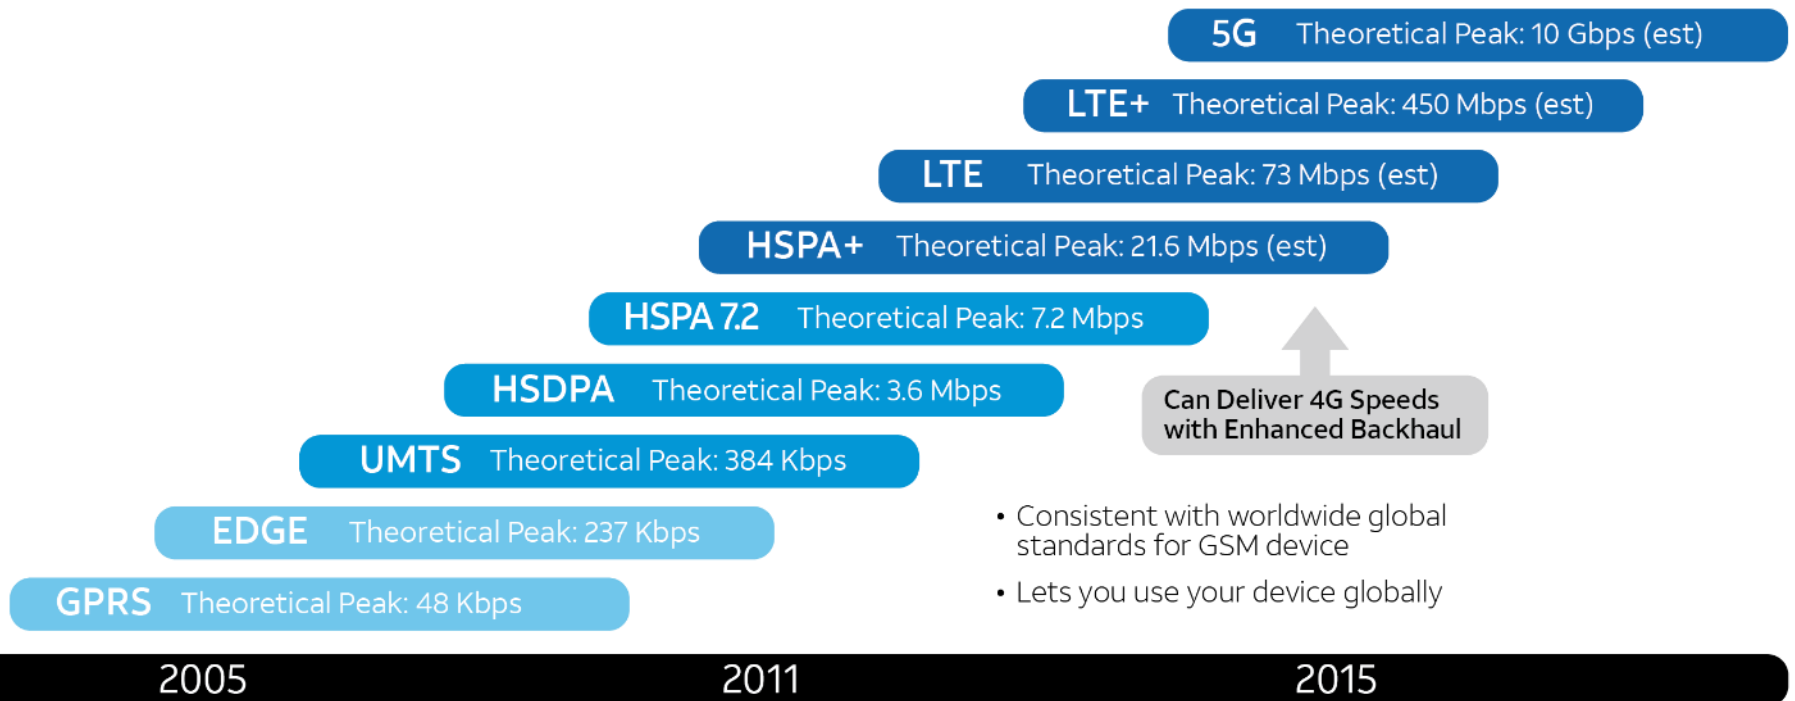 5G Theoretical Peak: 10 Gbps (est)
LTE+ Theoretical Peak: 450 Mbps (est)
LTE Theoretical Peak: 73 Mbps (est)
HSPA+ Theoretical Peak: 21.6 Mbps (est)
HSPA 7.2 Theoretical Peak: 7.2 Mbps
HSDPA Theoretical Peak: 3.6 Mbps
Can Deliver 4G Speeds
with Enhanced Backhaul
UMTS Theoretical Peak: 384 Kbps
EDGE Theoretical Peak: 237 Kbps
• Consistent with worldwide global
standards for GSM device
• Lets you use your device globally
GPRS Theoretical Peak: 48 Kbps
2005 2011 2015